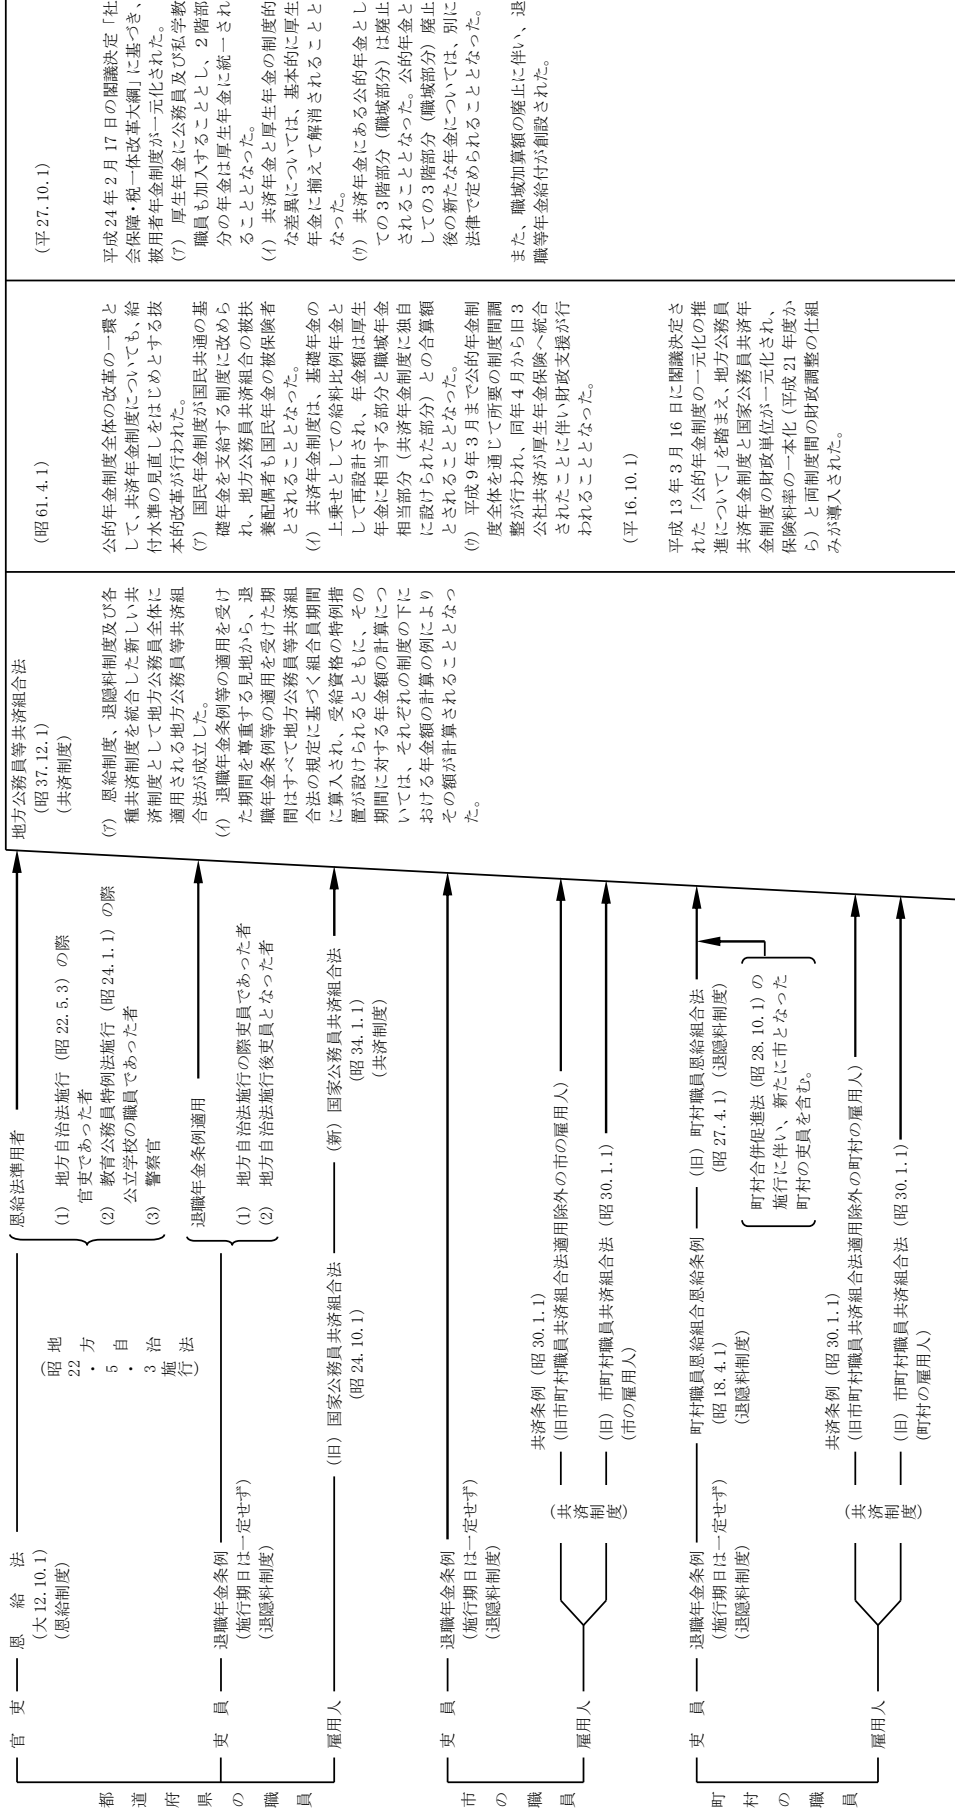 都道府県の職員
官吏
恩給法
(大12.10.1)
(恩給制度)
恩給法準用者
(1) 地方自治法施行(昭22.5.3)の際
官吏であった者
(2) 教育公務員特例法施行(昭24.1.1)の際
公立学校の職員であった者
(3) 警察官
地方自治法施行
(昭22・5・3)
吏員
退職年金条例
(施行期日は一定せず)
(退隠料制度)
退職年金条例適用
(1) 地方自治法施行の際吏員であった者
(2) 地方自治法施行後吏員となった者
雇用人
(旧)国家公務員共済組合法
(昭24.10.1)
(新)国家公務員共済組合法
(昭34.1.1)
(共済制度)
市の職員
吏員
退職年金条例
(施行期日は一定せず)
(退隠料制度)
雇用人
(共済制度)
共済条例(昭30.1.1)
(旧市町村職員共済組合法適用除外の市の雇用人)
(旧)市町村職員共済組合法(昭30.1.1)
(市の雇用人)
町村の職員
吏員
退職年金条例
(施行期日は一定せず)
(退隠料制度)
町村職員恩給組合恩給条例
(昭18.4.1)
(退隠料制度)
(旧)町村職員恩給組合法
(昭27.4.1)(退隠料制度)
町村合併促進法(昭28.10.1)の
施行に伴い、新たに市となった
町村の吏員を含む。
雇用人
(共済制度)
共済条例(昭30.1.1)
(旧市町村職員共済組合法適用除外の町村の雇用人)
(旧)市町村職員共済組合法(昭30.1.1)
(町村の雇用人)
地方公務員等共済組合法
(昭37.12.1)
(共済制度)
(ｱ) 恩給制度、退隠料制度及び各
種共済制度を統合した新しい共
済制度として地方公務員全体に
適用される地方公務員等共済組
合法が成立した。
(ｲ) 退職年金条例等の適用を受け
た期間を尊重する見地から、退
職年金条例等の適用を受けた期
間はすべて地方公務員等共済組
合法の規定に基づく組合員期間
に算入され、受給資格の特例措
置が設けられるとともに、その
期間に対する年金額の計算につ
いては、それぞれの制度の下に
おける年金額の計算の例により
その額が計算されることとなっ
た。
(昭61.4.1)
公的年金制度全体の改革の一環と
して、共済年金制度についても、給
付水準の見直しをはじめとする抜
本的改革が行われた。
(ｱ) 国民年金制度が国民共通の基
礎年金を支給する制度に改めら
れ、地方公務員共済組合の被扶
養配偶者も国民年金の被保険者
とされることとなった。
(ｲ) 共済年金制度は、基礎年金の
上乗せとしての給料比例年金と
して再設計され、年金額は厚生
年金に相当する部分と職域年金
相当部分(共済年金制度に独自
に設けられた部分)との合算額
とされることとなった。
(ｳ) 平成9年3月まで公的年金制
度全体を通じて所要の制度間調
整が行われ、同年4月から旧3
公社共済が厚生年金保険へ統合
されたことに伴い財政支援が行
われることとなった。
(平16.10.1)
平成13年3月16日に閣議決定さ
れた「公的年金制度の一元化の推
進について」を踏まえ、地方公務員
共済年金制度と国家公務員共済年
金制度の財政単位が一元化され、
保険料率の一本化(平成21年度か
ら)と両制度間の財政調整の仕組
みが導入された。
(平27.10.1)
平成24年2月17日の閣議決定「社
会保障・税一体改革大綱」に基づき、
被用者年金制度が一元化された。
(ｱ) 厚生年金に公務員及び私学教
職員も加入することとし、2階部
分の年金は厚生年金に統一され
ることとなった。
(ｲ) 共済年金と厚生年金の制度的
な差異については、基本的に厚生
年金に揃えて解消されることと
なった。
(ｳ) 共済年金にある公的年金とし
ての3階部分(職域部分)は廃止
されることとなった。公的年金と
しての3階部分(職域部分)廃止
後の新たな年金については、別に
法律で定められることとなった。
また、職域加算額の廃止に伴い、退
職等年金給付が創設された。